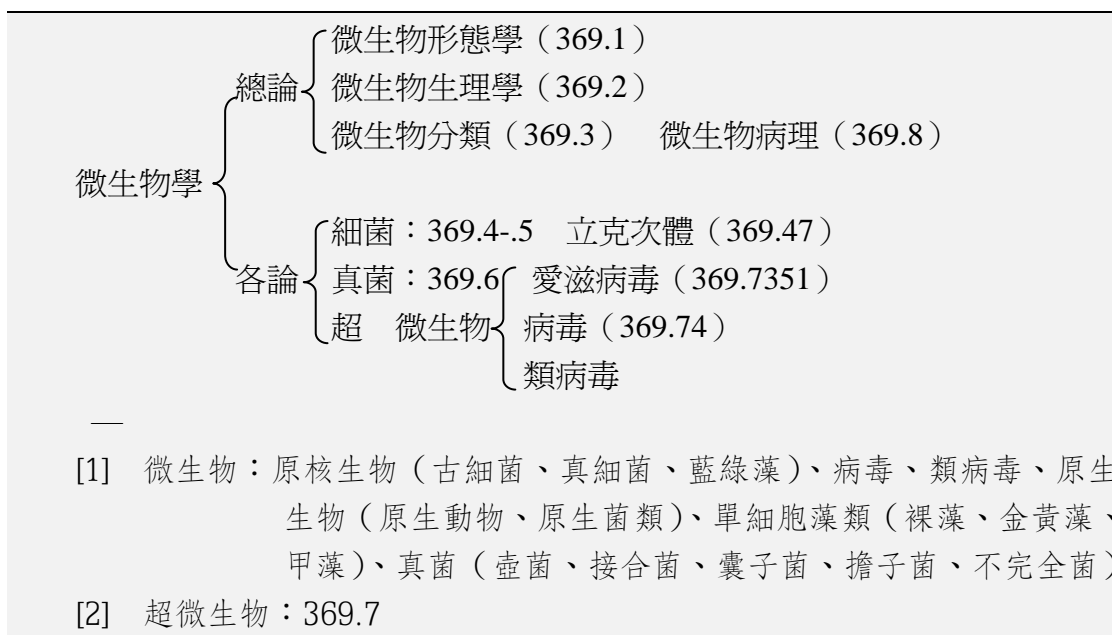 微生物形態學（369.1）
總論 微生物生理學（369.2）
微生物分類（369.3） 微生物病理（369.8）
微生物學
細菌：369.4-.5 立克次體（369.47）
各論 真菌：369.6 愛滋病毒（369.7351）
超 微生物 病毒（369.74）
類病毒
[1] 微生物：原核生物（古細菌、真細菌、藍綠藻）、病毒、類病毒、原生
生物（原生動物、原生菌類）、單細胞藻類（裸藻、金黃藻、
甲藻）、真菌（壺菌、接合菌、囊子菌、擔子菌、不完全菌）
[2] 超微生物：369.7